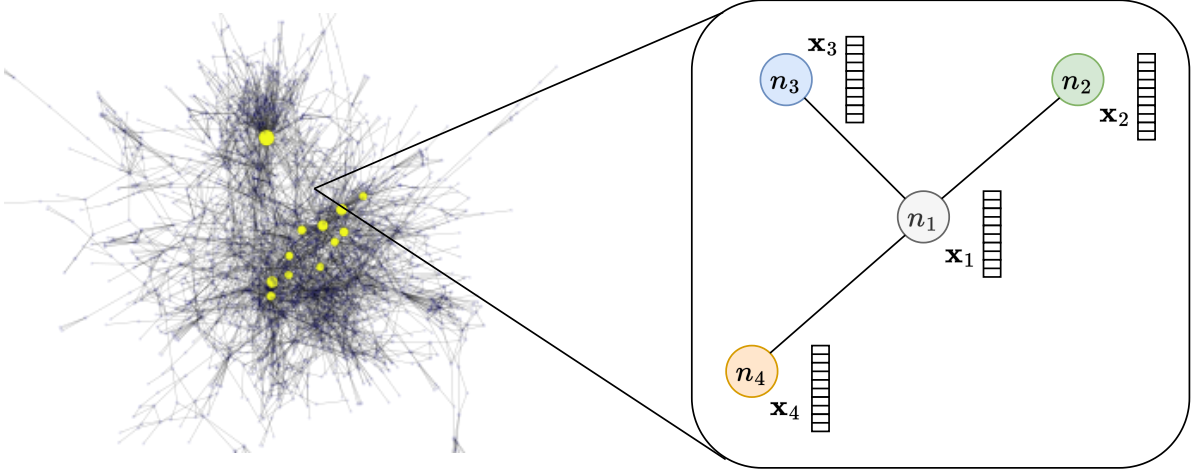 x₃
n₃
n₂
x₂
n₁
x₁
n₄
x₄